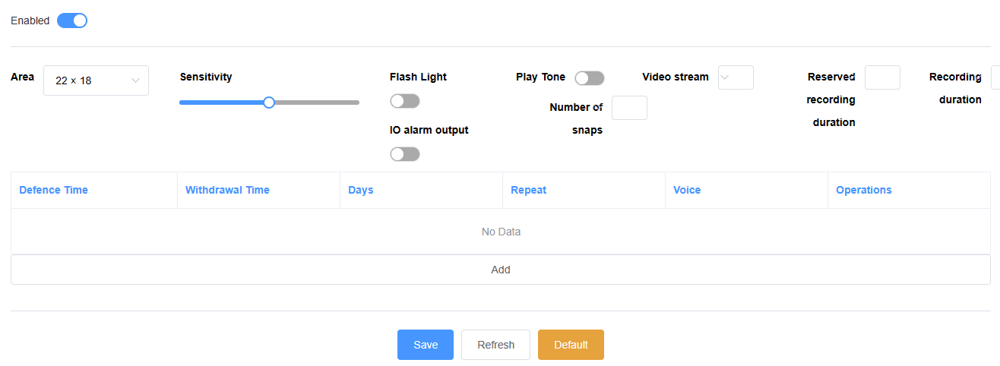 Enabled
Area
22 × 18
Sensitivity
Flash Light
IO alarm output
Play Tone
Number of
snaps
Video stream
Reserved
recording
duration
Recording
duration
Defence Time
Withdrawal Time
Days
Repeat
Voice
Operations
No Data
Add
Save
Refresh
Default